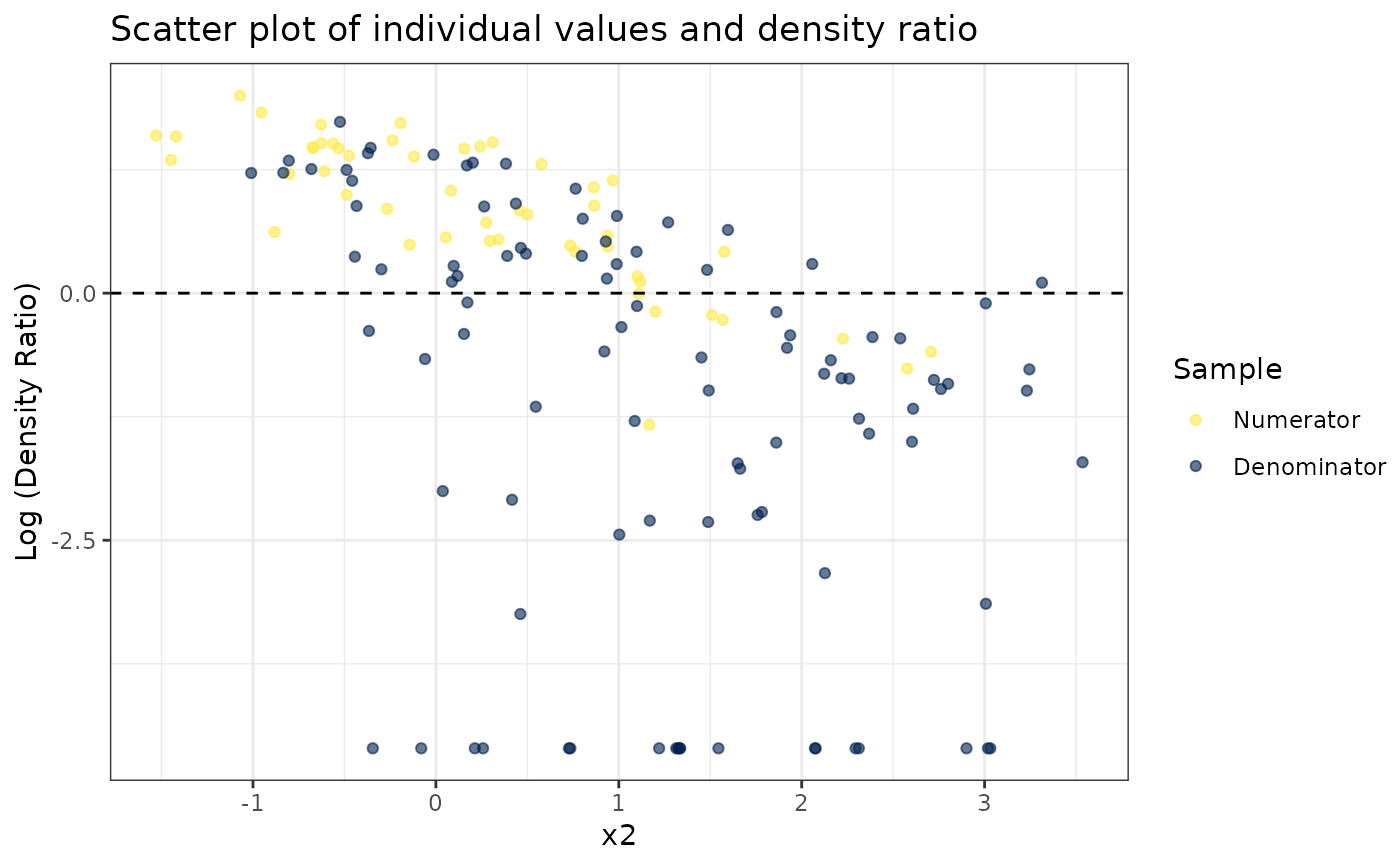 Scatter plot of individual values and density ratio
Log (Density Ratio)
0.0
-2.5
-1
0
1
2
3
x2
Sample
Numerator
Denominator